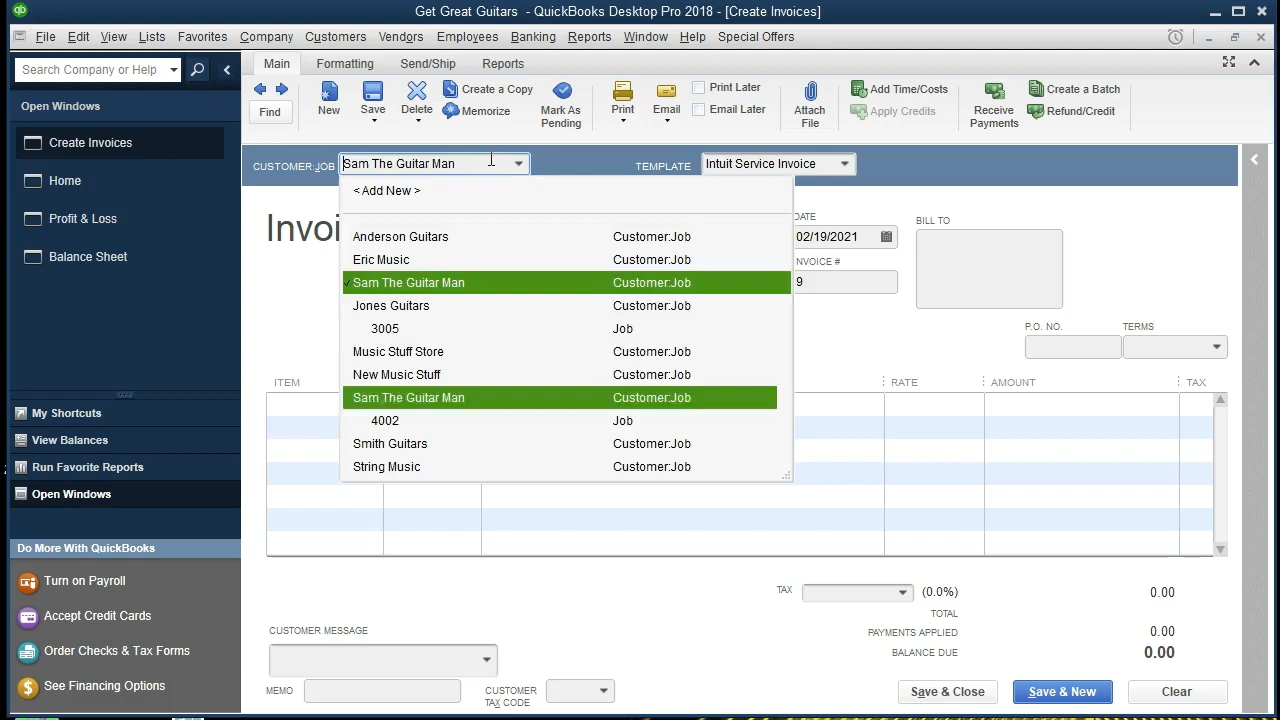 Get Great Guitars - QuickBooks Desktop Pro 2018 - [Create Invoices]
File Edit View Lists Favorites Company Customers Vendors Employees Banking Reports Window Help Special Offers
Search Company or Help
Main Formatting Send/Ship Reports
Find
New
Save
Delete
Create a Copy
Memorize
Mark As
Pending
Print
Email
Print Later
Email Later
Attach
File
Add Time/Costs
Apply Credits
Receive
Payments
Create a Batch
Refund/Credit
Open Windows
Create Invoices
Home
Profit & Loss
Balance Sheet
My Shortcuts
View Balances
Run Favorite Reports
Open Windows
Do More With QuickBooks
Turn on Payroll
Accept Credit Cards
Order Checks & Tax Forms
See Financing Options
CUSTOMER:JOB Sam The Guitar Man
TEMPLATE Intuit Service Invoice
< Add New >
Anderson Guitars Customer:Job
Eric Music Customer:Job
✓ Sam The Guitar Man Customer:Job
Jones Guitars Customer:Job
3005 Job
Music Stuff Store Customer:Job
New Music Stuff Customer:Job
Sam The Guitar Man Customer:Job
4002 Job
Smith Guitars Customer:Job
String Music Customer:Job
Invoi
DATE
02/19/2021
NVOICE #
9
BILL TO
P.O. NO. TERMS
ITEM RATE AMOUNT TAX
TAX (0.0%) 0.00
TOTAL
PAYMENTS APPLIED 0.00
BALANCE DUE 0.00
CUSTOMER MESSAGE
MEMO
CUSTOMER
TAX CODE
Save & Close Save & New Clear